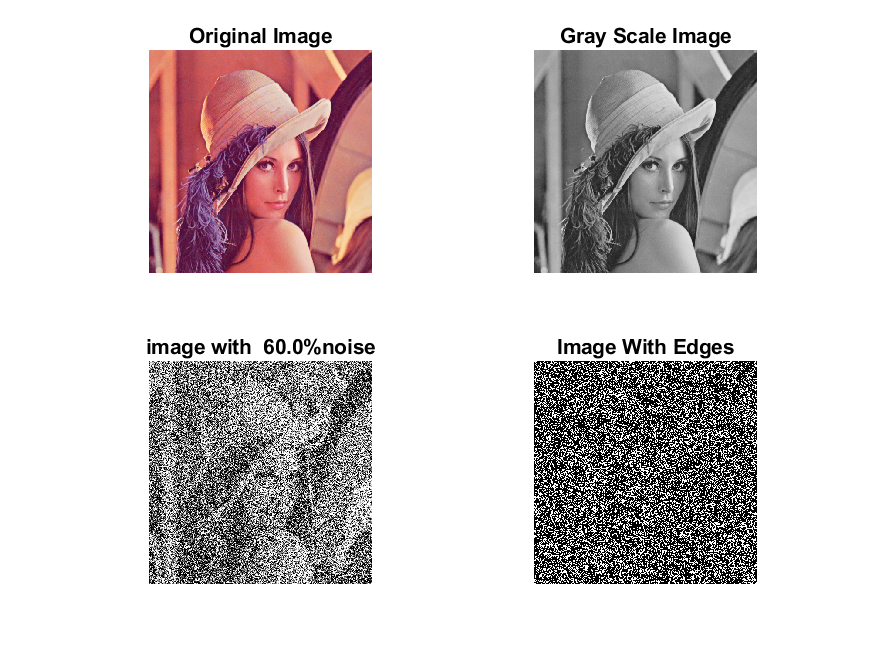 Original Image
Gray Scale Image
image with  60.0%noise
Image With Edges